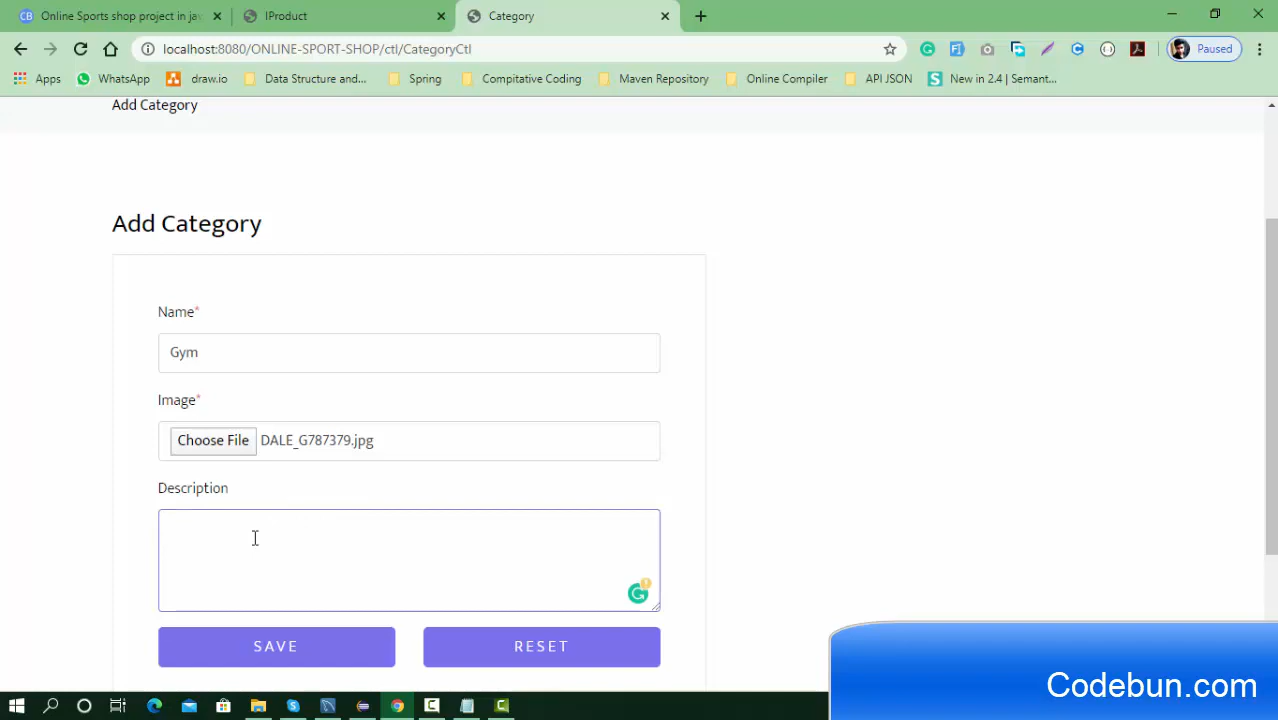 Online Sports shop project in ja
IProduct
Category
localhost:8080/ONLINE-SPORT-SHOP/ctl/CategoryCtl
Paused
Apps
WhatsApp
draw.io
Data Structure and...
Spring
Compitative Coding
Maven Repository
Online Compiler
API JSON
New in 2.4 | Semant...
Add Category
Add Category
Name*
Gym
Image*
Choose File DALE_G787379.jpg
Description
SAVE
RESET
Codebun.com